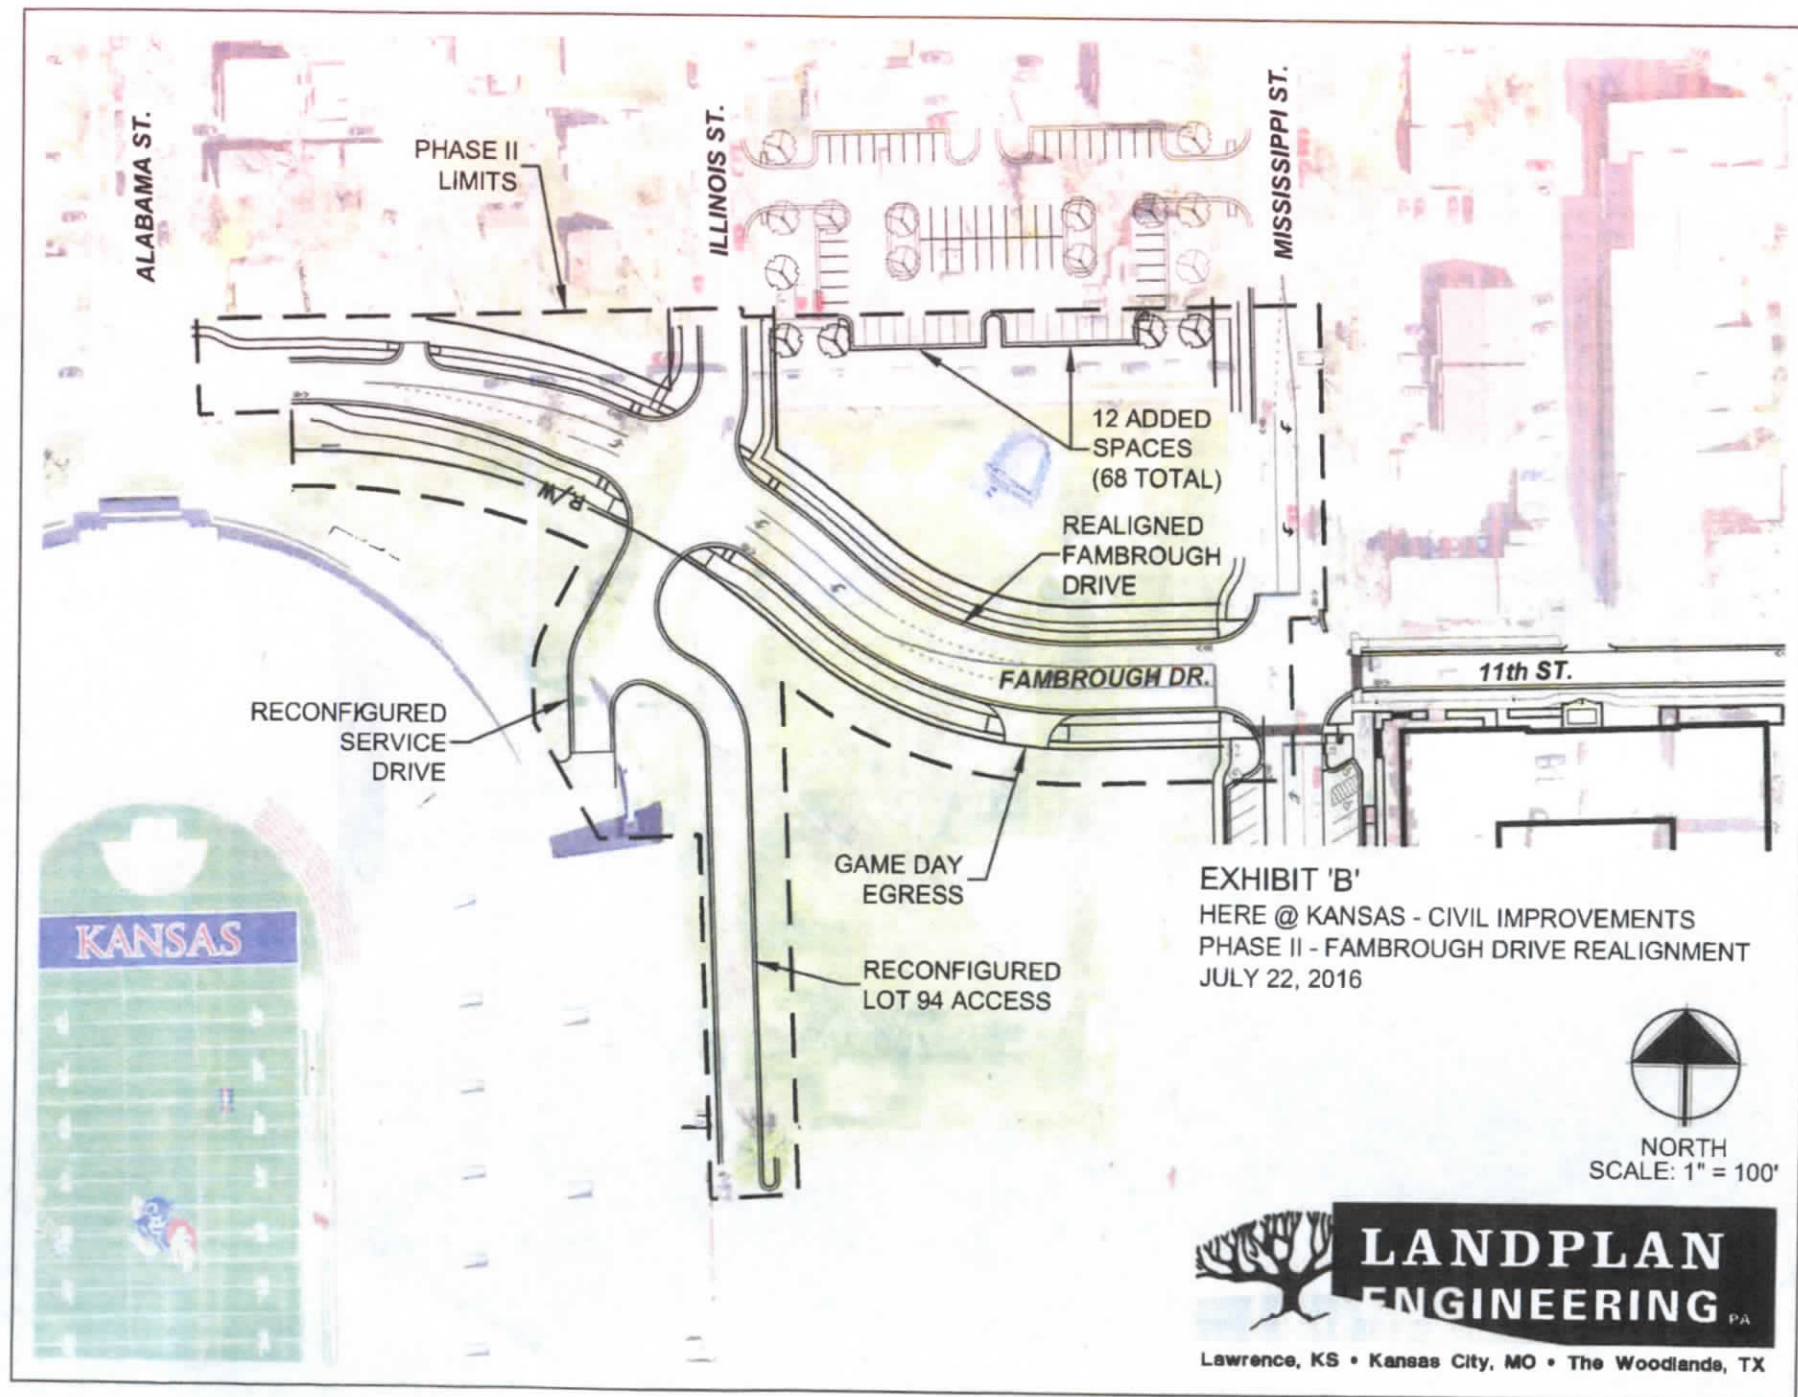 ALABAMA ST.
PHASE II
LIMITS
ILLINOIS ST.
MISSISSIPPI ST.
12 ADDED
SPACES
(68 TOTAL)
R/W
REALIGNED
FAMBROUGH
DRIVE
FAMBROUGH DR.
11th ST.
RECONFIGURED
SERVICE
DRIVE
GAME DAY
EGRESS
RECONFIGURED
LOT 94 ACCESS
KANSAS
EXHIBIT 'B'
HERE @ KANSAS - CIVIL IMPROVEMENTS
PHASE II - FAMBROUGH DRIVE REALIGNMENT
JULY 22, 2016
NORTH
SCALE: 1" = 100'
LANDPLAN
ENGINEERING PA
Lawrence, KS • Kansas City, MO • The Woodlands, TX